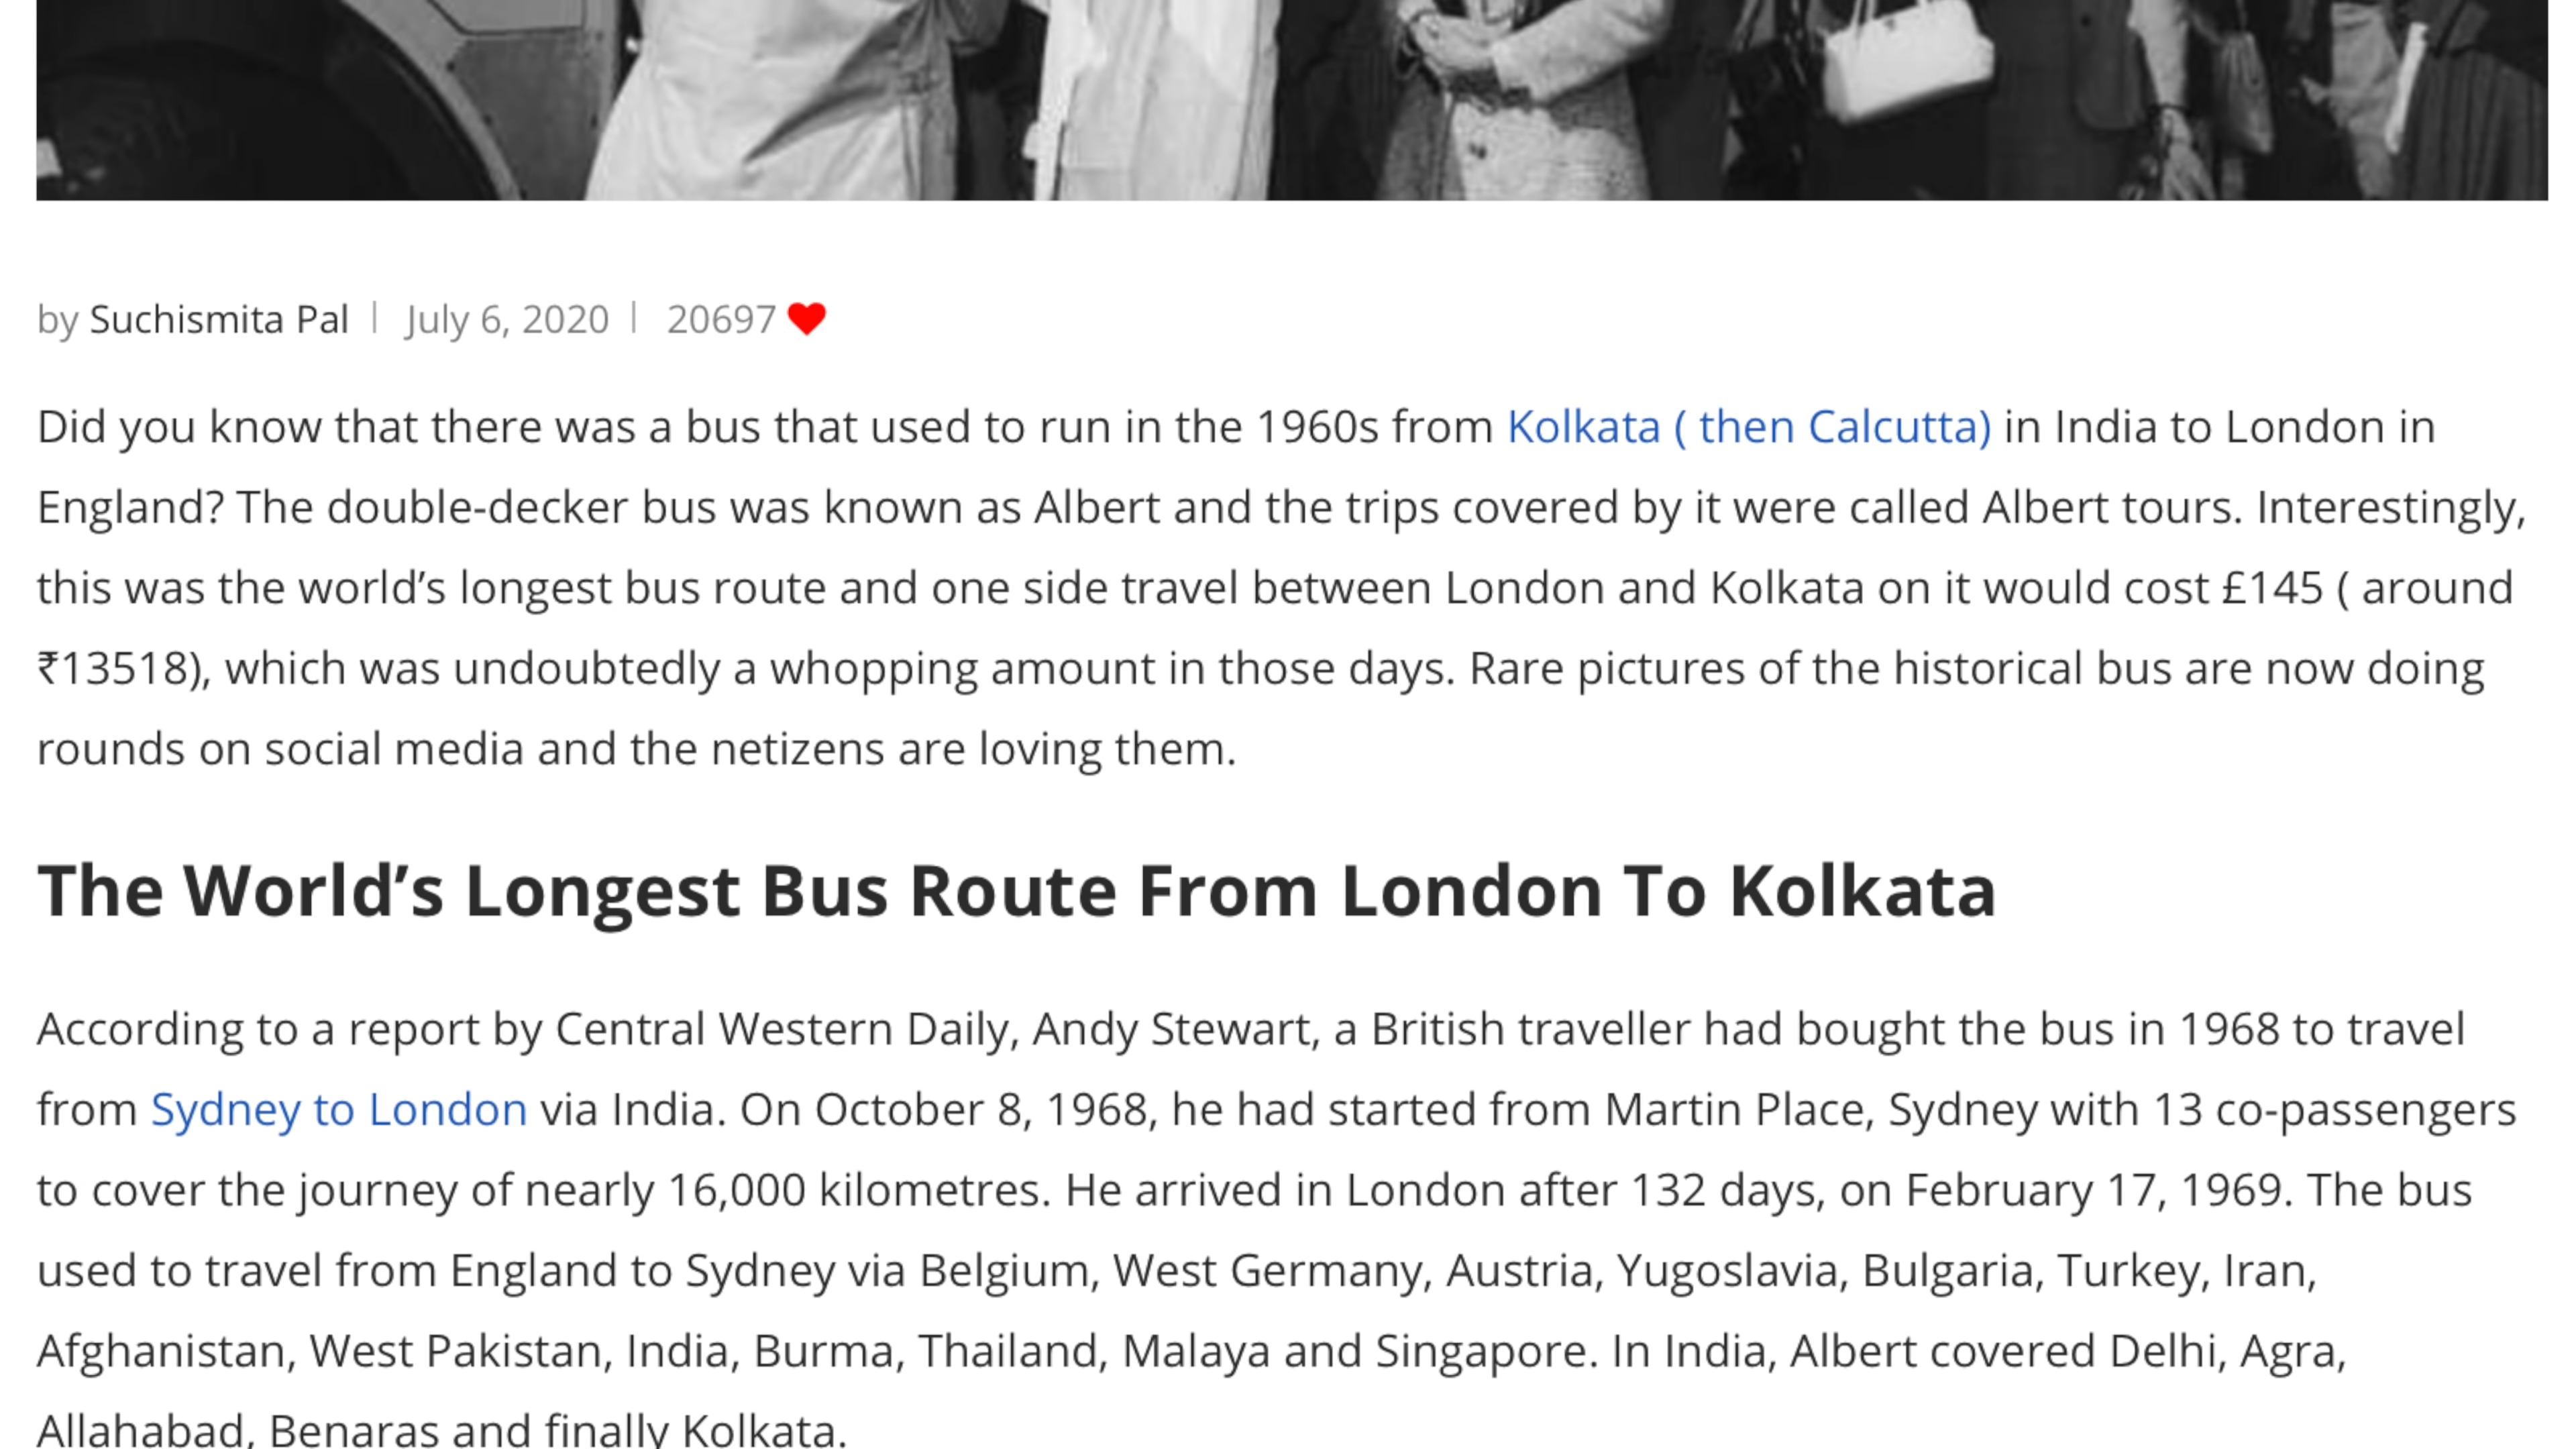 by Suchismita Pal | July 6, 2020 | 20697 ♥
Did you know that there was a bus that used to run in the 1960s from Kolkata ( then Calcutta) in India to London in
England? The double-decker bus was known as Albert and the trips covered by it were called Albert tours. Interestingly,
this was the world’s longest bus route and one side travel between London and Kolkata on it would cost £145 ( around
₹13518), which was undoubtedly a whopping amount in those days. Rare pictures of the historical bus are now doing
rounds on social media and the netizens are loving them.
The World’s Longest Bus Route From London To Kolkata
According to a report by Central Western Daily, Andy Stewart, a British traveller had bought the bus in 1968 to travel
from Sydney to London via India. On October 8, 1968, he had started from Martin Place, Sydney with 13 co-passengers
to cover the journey of nearly 16,000 kilometres. He arrived in London after 132 days, on February 17, 1969. The bus
used to travel from England to Sydney via Belgium, West Germany, Austria, Yugoslavia, Bulgaria, Turkey, Iran,
Afghanistan, West Pakistan, India, Burma, Thailand, Malaya and Singapore. In India, Albert covered Delhi, Agra,
Allahabad, Benaras and finally Kolkata.